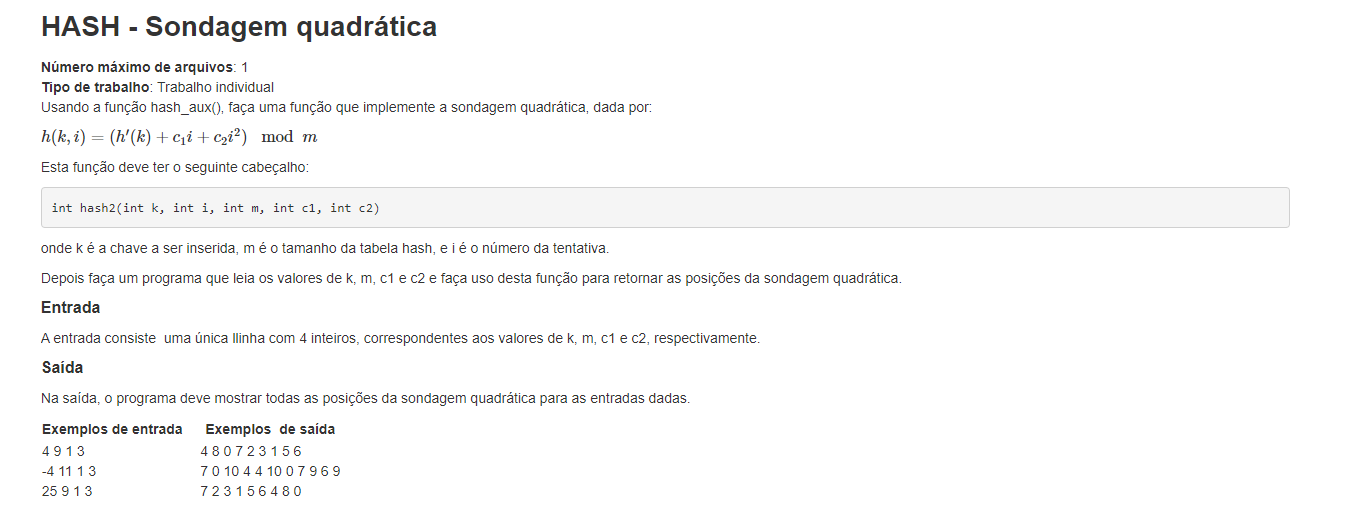 HASH - Sondagem quadrática
Número máximo de arquivos: 1
Tipo de trabalho: Trabalho individual
Usando a função hash_aux(), faça uma função que implemente a sondagem quadrática, dada por:
h(k, i) = (h′(k) + c₁i + c₂i²) mod m
Esta função deve ter o seguinte cabeçalho:
int hash2(int k, int i, int m, int c1, int c2)
onde k é a chave a ser inserida, m é o tamanho da tabela hash, e i é o número da tentativa.
Depois faça um programa que leia os valores de k, m, c1 e c2 e faça uso desta função para retornar as posições da sondagem quadrática.
Entrada
A entrada consiste uma única llinha com 4 inteiros, correspondentes aos valores de k, m, c1 e c2, respectivamente.
Saída
Na saída, o programa deve mostrar todas as posições da sondagem quadrática para as entradas dadas.
Exemplos de entrada Exemplos de saída
4 9 1 3 4 8 0 7 2 3 1 5 6
-4 11 1 3 7 0 10 4 4 10 0 7 9 6 9
25 9 1 3 7 2 3 1 5 6 4 8 0